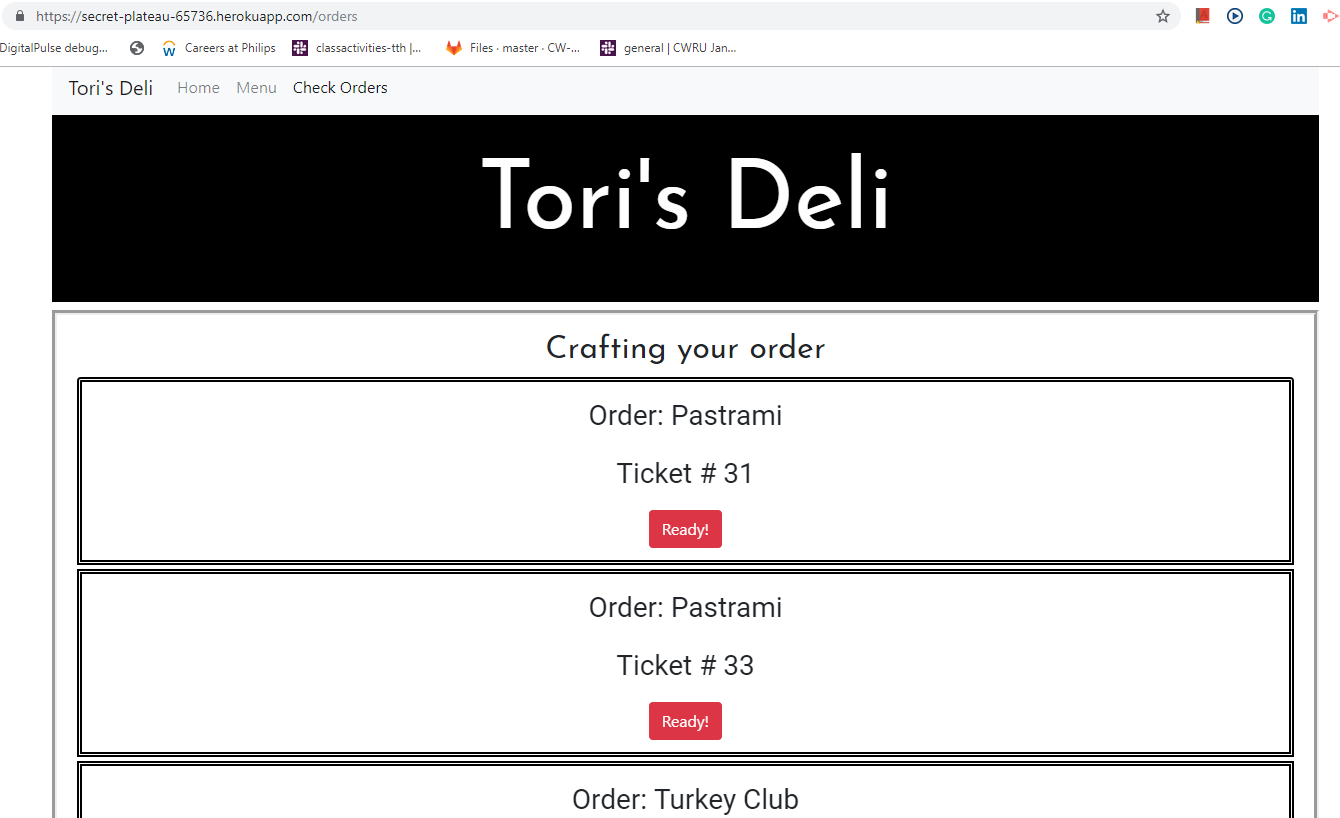 https://secret-plateau-65736.herokuapp.com/orders
DigitalPulse debug... Careers at Philips classactivities-tth |... Files · master · CW-... general | CWRU Jan...
Tori's Deli Home Menu Check Orders
Tori's Deli
Crafting your order
Order: Pastrami
Ticket # 31
Ready!
Order: Pastrami
Ticket # 33
Ready!
Order: Turkey Club